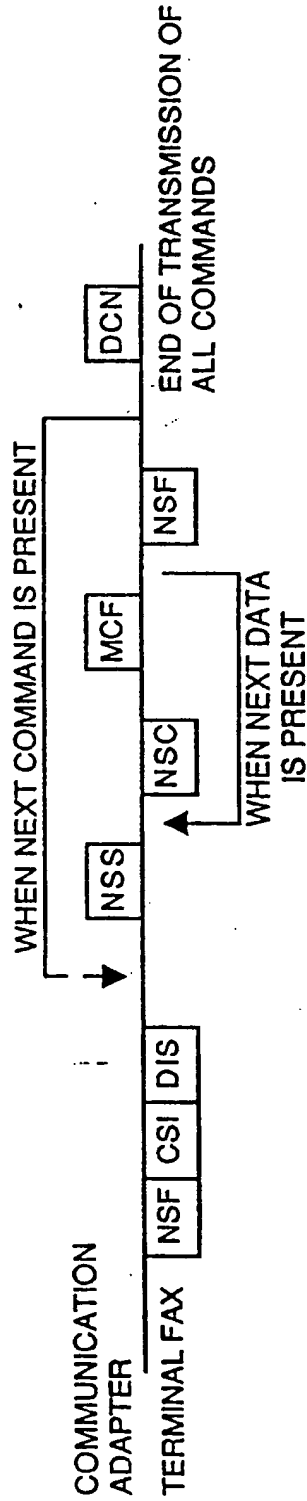 COMMUNICATION
ADAPTER
TERMINAL FAX
NSF CSI DIS
WHEN NEXT COMMAND IS PRESENT
NSS
NSC
MCF
WHEN NEXT DATA
IS PRESENT
NSF
DCN
END OF TRANSMISSION OF
ALL COMMANDS